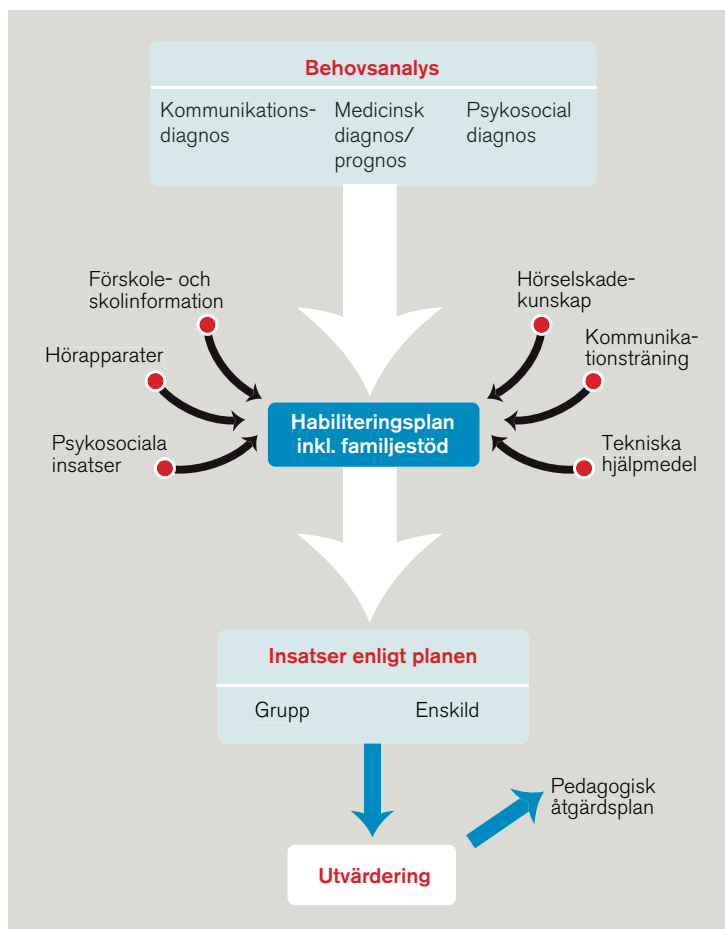 Behovsanalys
Kommunikations-
diagnos
Medicinsk
diagnos/
prognos
Psykosocial
diagnos
Förskole- och
skolinformation
Hörapparater
Psykosociala
insatser
Hörselskade-
kunskap
Kommunika-
tionsträning
Tekniska
hjälpmedel
Habiliteringsplan
inkl. familjestöd
Insatser enligt planen
Grupp
Enskild
Pedagogisk
åtgärdsplan
Utvärdering